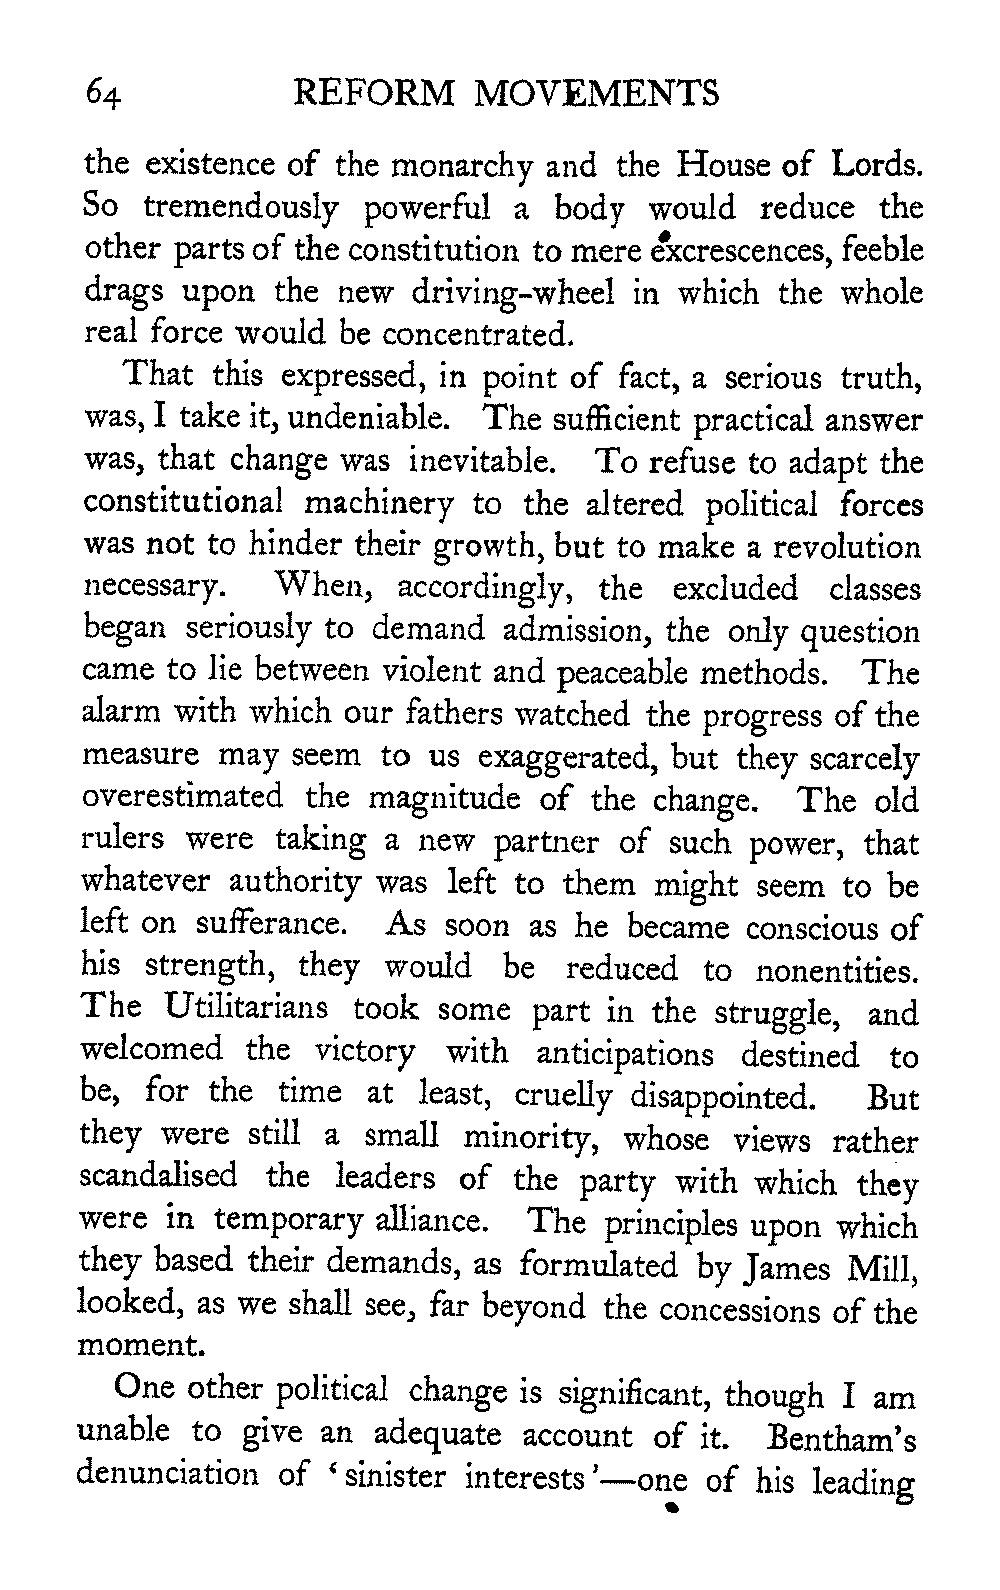 64 REFORM MOVEMENTS
the existence of the monarchy and the House of Lords.
So tremendously powerful a body would reduce the
other parts of the constitution to mere excrescences, feeble
drags upon the new driving-wheel in which the whole
real force would be concentrated.
That this expressed, in point of fact, a serious truth,
was, I take it, undeniable. The sufficient practical answer
was, that change was inevitable. To refuse to adapt the
constitutional machinery to the altered political forces
was not to hinder their growth, but to make a revolution
necessary. When, accordingly, the excluded classes
began seriously to demand admission, the only question
came to lie between violent and peaceable methods. The
alarm with which our fathers watched the progress of the
measure may seem to us exaggerated, but they scarcely
overestimated the magnitude of the change. The old
rulers were taking a new partner of such power, that
whatever authority was left to them might seem to be
left on sufferance. As soon as he became conscious of
his strength, they would be reduced to nonentities.
The Utilitarians took some part in the struggle, and
welcomed the victory with anticipations destined to
be, for the time at least, cruelly disappointed. But
they were still a small minority, whose views rather
scandalised the leaders of the party with which they
were in temporary alliance. The principles upon which
they based their demands, as formulated by James Mill,
looked, as we shall see, far beyond the concessions of the
moment.
One other political change is significant, though I am
unable to give an adequate account of it. Bentham's
denunciation of 'sinister interests'—one of his leading